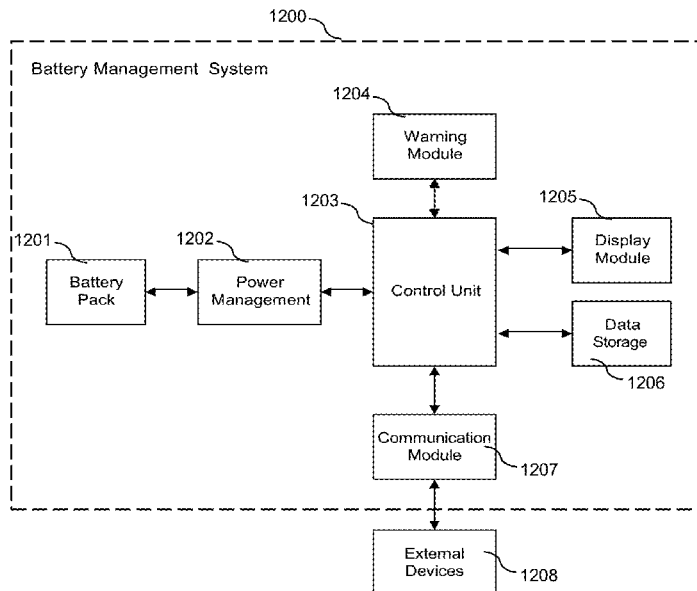 1200
Battery Management System
1204
Warning
Module
1203
1205
Display
Module
1201
1202
Battery
Pack
Power
Management
Control Unit
Data
Storage
1206
Communication
Module
1207
External
Devices
1208